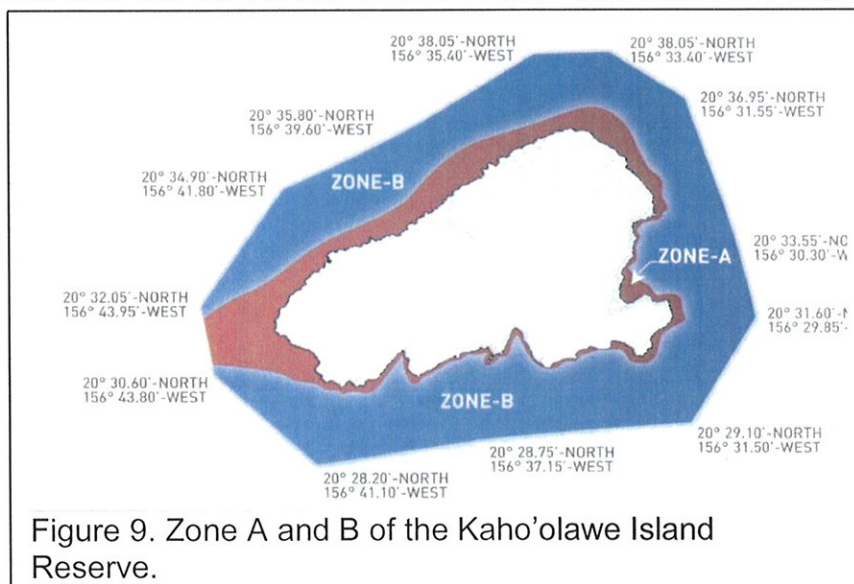 20° 38.05'-NORTH
156° 35.40'-WEST
20° 38.05'-NORTH
156° 33.40'-WEST
20° 36.95'-NORTH
156° 31.55'-WEST
20° 35.80'-NORTH
156° 39.60'-WEST
20° 34.90'-NORTH
156° 41.80'-WEST
ZONE-B
20° 33.55'-NO
156° 30.30'-W
ZONE-A
20° 32.05'-NORTH
156° 43.95'-WEST
20° 31.60'-N
156° 29.85'-
20° 30.60'-NORTH
156° 43.80'-WEST
ZONE-B
20° 29.10'-NORTH
156° 31.50'-WEST
20° 28.75'-NORTH
156° 37.15'-WEST
20° 28.20'-NORTH
156° 41.10'-WEST
Figure 9. Zone A and B of the Kaho'olawe Island
Reserve.